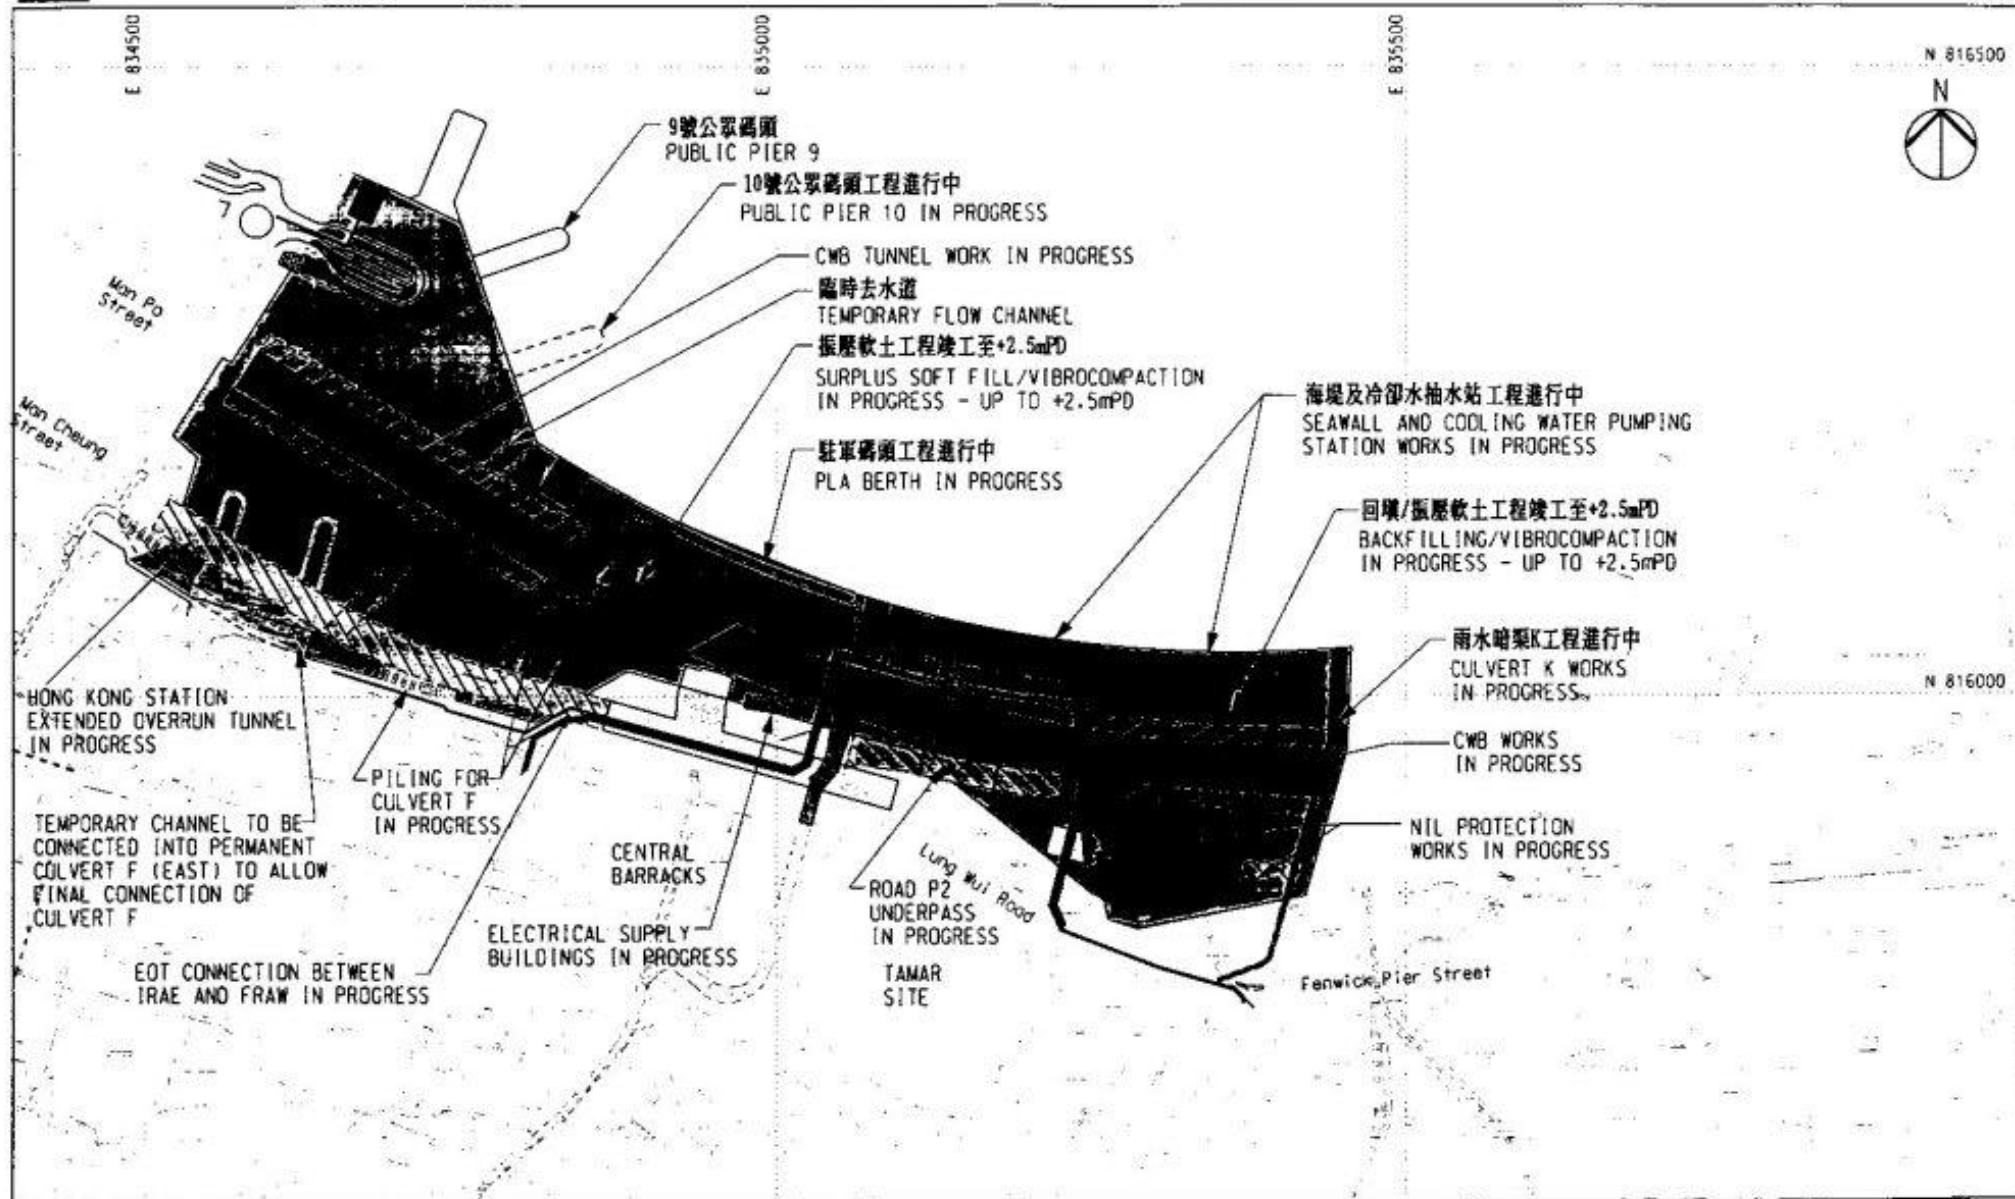 E 834500
E 835000
E 835500
N 816500
N
9號公眾碼頭
PUBLIC PIER 9
10號公眾碼頭工程進行中
PUBLIC PIER 10 IN PROGRESS
CWB TUNNEL WORK IN PROGRESS
臨時去水道
TEMPORARY FLOW CHANNEL
振壓軟土工程竣工至+2.5mPD
SURPLUS SOFT FILL/VIBROCOMPACTION
IN PROGRESS - UP TO +2.5mPD
駐軍碼頭工程進行中
PLA BERTH IN PROGRESS
海堤及冷卻水抽水站工程進行中
SEAWALL AND COOLING WATER PUMPING
STATION WORKS IN PROGRESS
回填/振壓軟土工程竣工至+2.5mPD
BACKFILLING/VIBROCOMPACTION
IN PROGRESS - UP TO +2.5mPD
雨水暗渠K工程進行中
CULVERT K WORKS
IN PROGRESS
N 816000
CWB WORKS
IN PROGRESS
NIL PROTECTION
WORKS IN PROGRESS
Man Po
Street
Man Cheung
Street
HONG KONG STATION
EXTENDED OVERRUN TUNNEL
IN PROGRESS
PILING FOR
CULVERT F
IN PROGRESS
TEMPORARY CHANNEL TO BE
CONNECTED INTO PERMANENT
CULVERT F (EAST) TO ALLOW
FINAL CONNECTION OF
CULVERT F
EOT CONNECTION BETWEEN
IRAE AND FRAW IN PROGRESS
CENTRAL
BARRACKS
ELECTRICAL SUPPLY
BUILDINGS IN PROGRESS
Lung Wui Road
ROAD P2
UNDERPASS
IN PROGRESS
TAMAR
SITE
Fenwick Pier Street